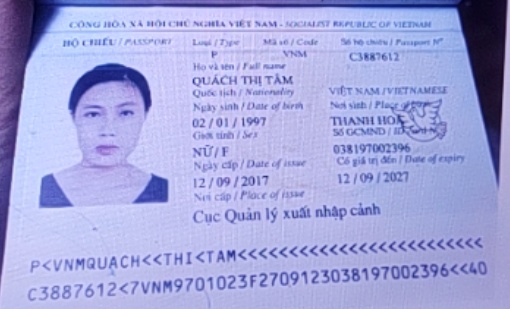 CỘNG HÒA XÃ HỘI CHỦ NGHĨA VIỆT NAM - SOCIALIST REPUBLIC OF VIETNAM
HỘ CHIẾU / PASSPORT Loại / Type Mã số / Code Số hộ chiếu / Passport Nº
P VNM C3887612
Họ và tên / Full name
QUÁCH THỊ TÂM
Quốc tịch / Nationality VIỆT NAM / VIETNAMESE
Ngày sinh / Date of birth Nơi sinh / Place of birth
02 / 01 / 1997 THANH HOÁ
Giới tính / Sex Số GCMND / ID card Nº
NỮ / F 038197002396
Ngày cấp / Date of issue Có giá trị đến / Date of expiry
12 / 09 / 2017 12 / 09 / 2027
Nơi cấp / Place of issue
Cục Quản lý xuất nhập cảnh
P<VNMQUACH<<THI<TAM<<<<<<<<<<<<<<<<<<<<<<<<<
C3887612<7VNM9701023F2709123038197002396<<40